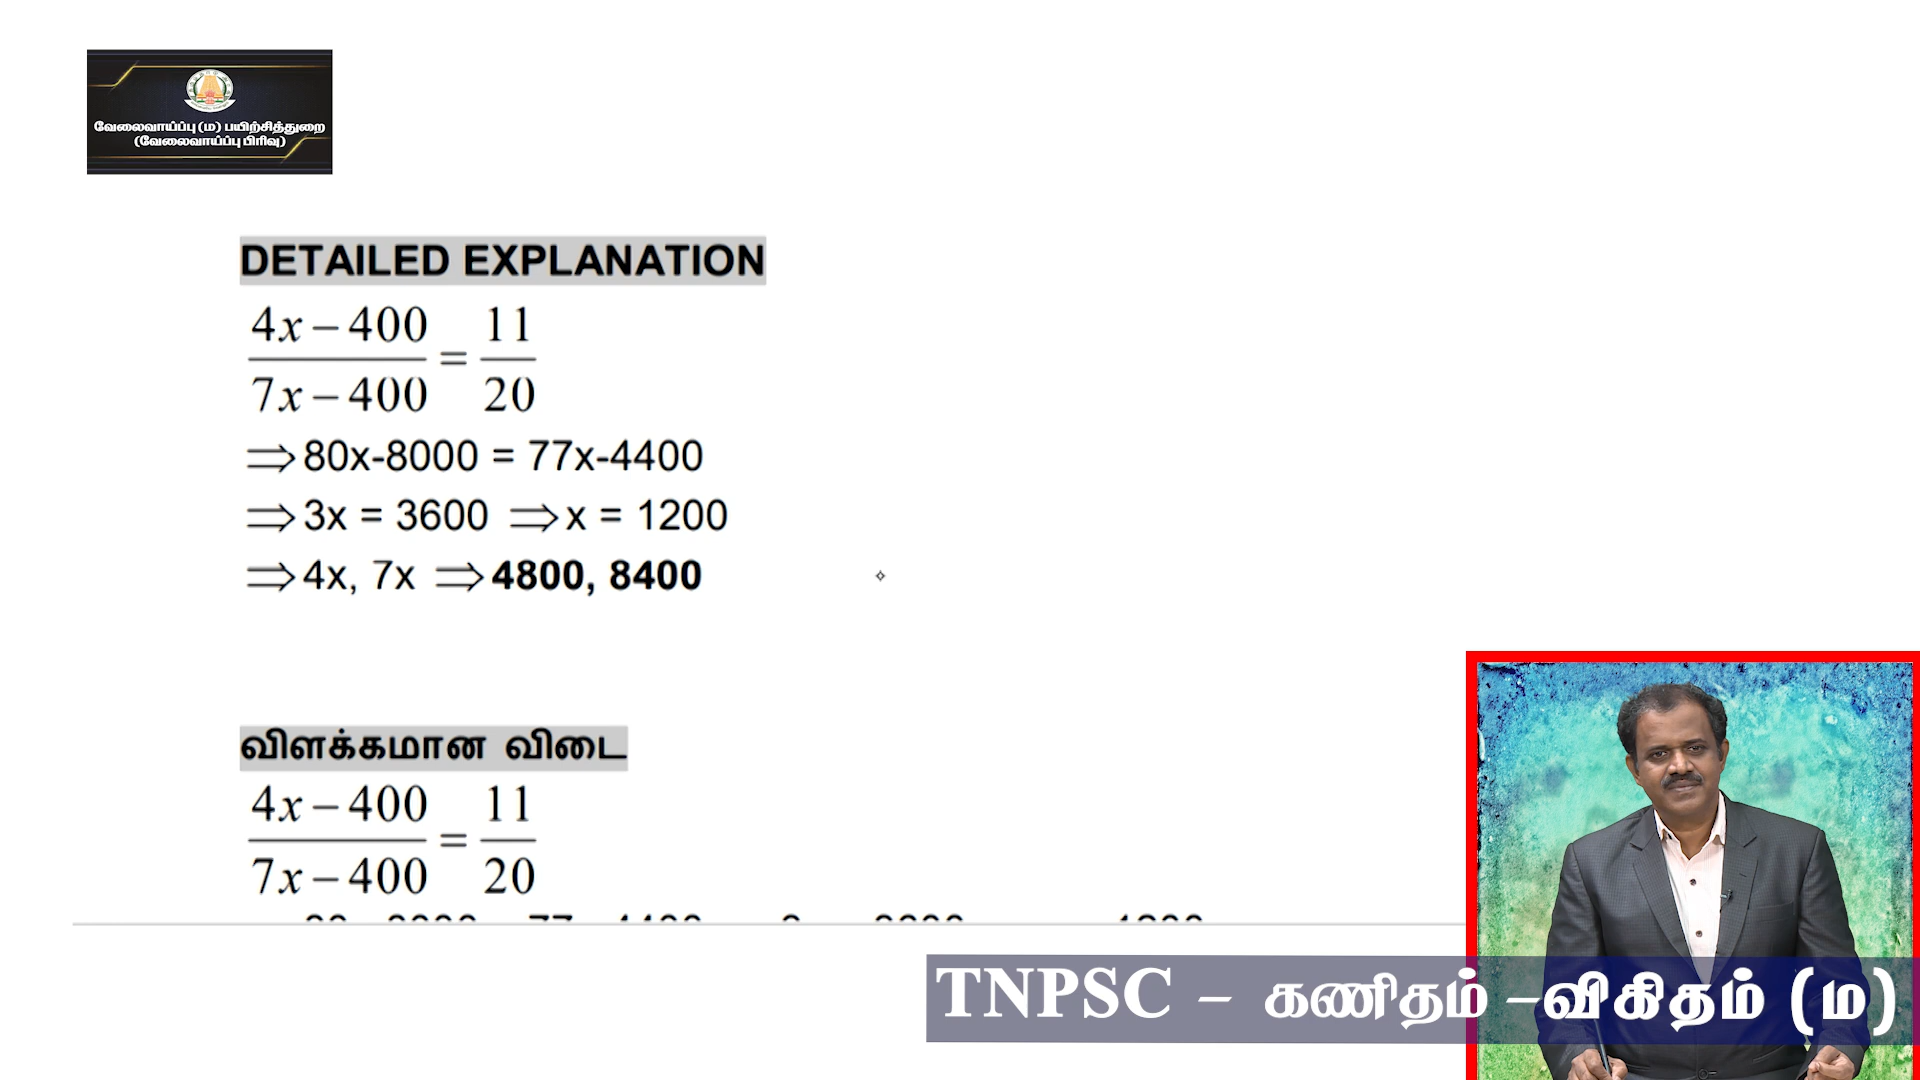 வேலைவாய்ப்பு (ம) பயிற்சித்துறை
(வேலைவாய்ப்பு பிரிவு)
DETAILED EXPLANATION
4x – 400 / 7x – 400 = 11 / 20
⇒ 80x-8000 = 77x-4400
⇒ 3x = 3600 ⇒ x = 1200
⇒ 4x, 7x ⇒ 4800, 8400
விளக்கமான விடை
4x – 400 / 7x – 400 = 11 / 20
TNPSC – கணிதம் –விகிதம் (ம)